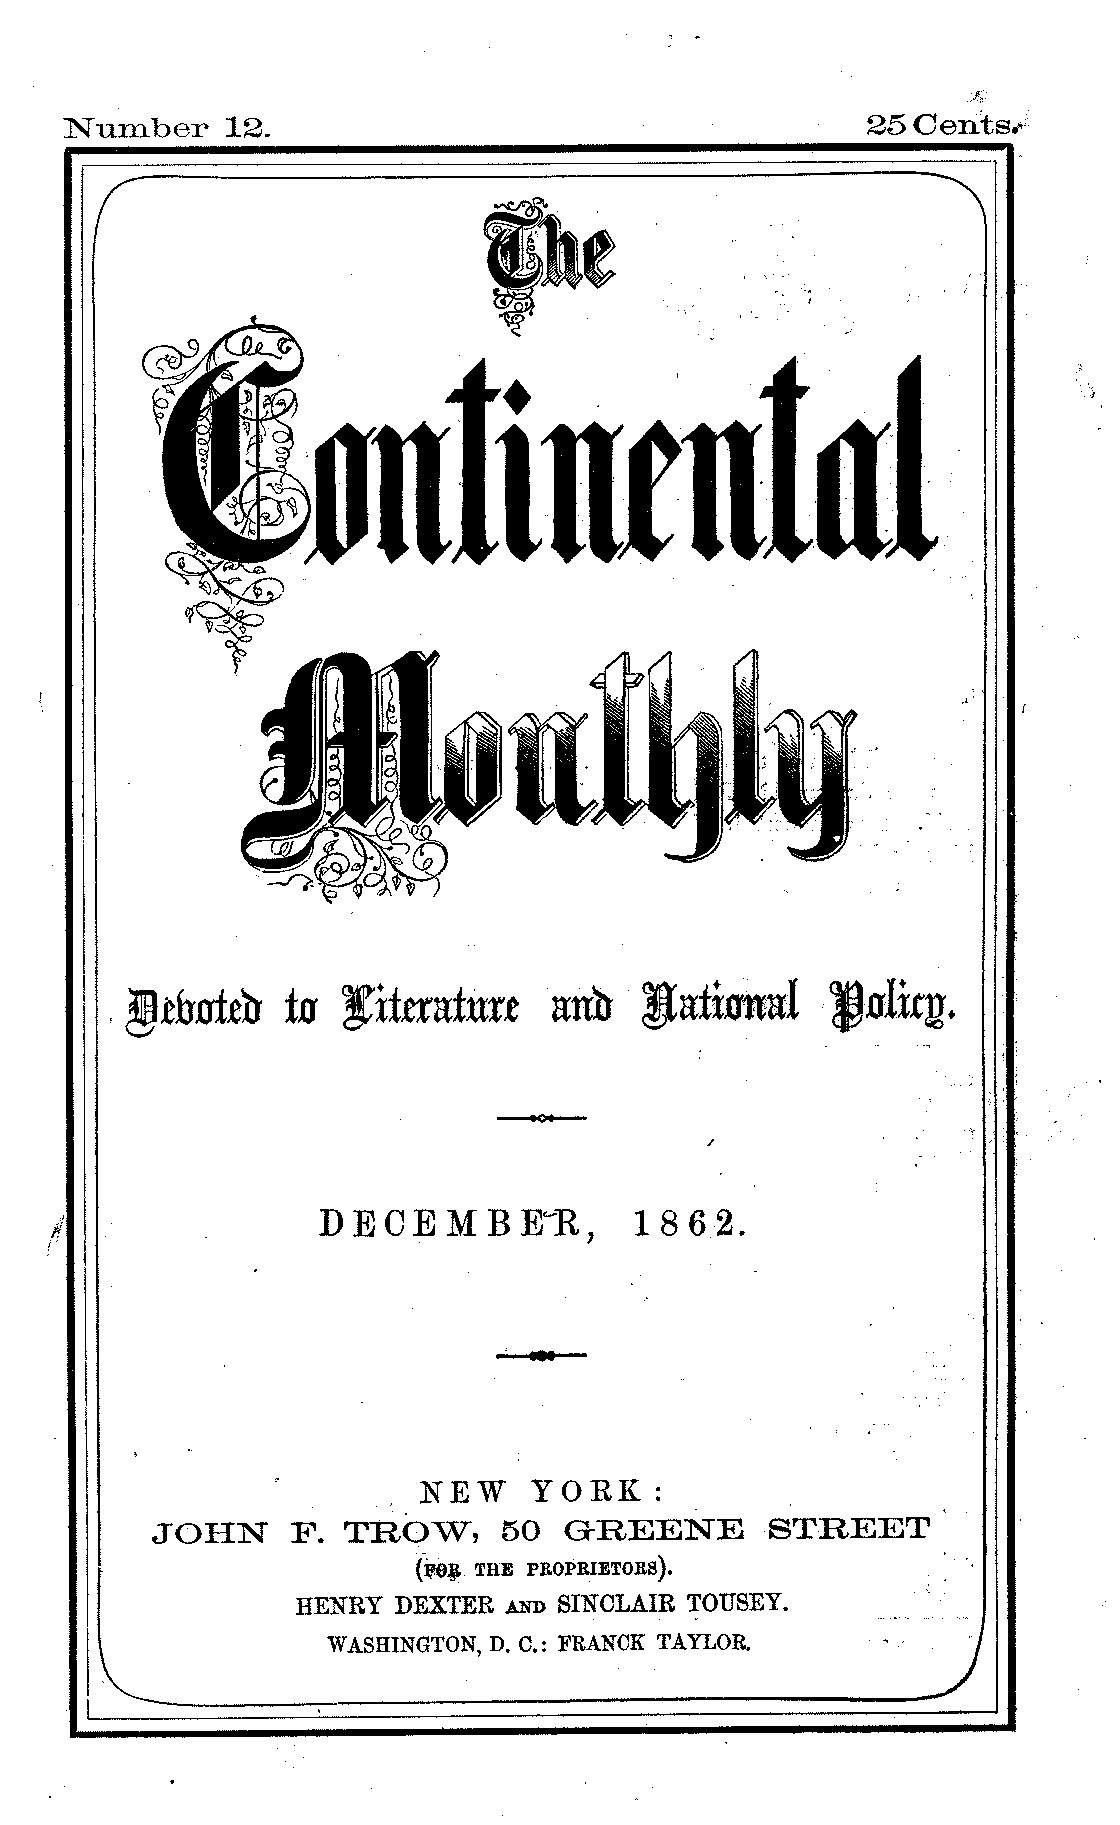 Number 12.
25 Cents.
The
Continental
Monthly
Devoted to Literature and National Policy.
DECEMBER, 1862.
NEW YORK:
JOHN F. TROW, 50 GREENE STREET
(FOR THE PROPRIETORS).
HENRY DEXTER AND SINCLAIR TOUSEY.
WASHINGTON, D. C.: FRANCK TAYLOR.